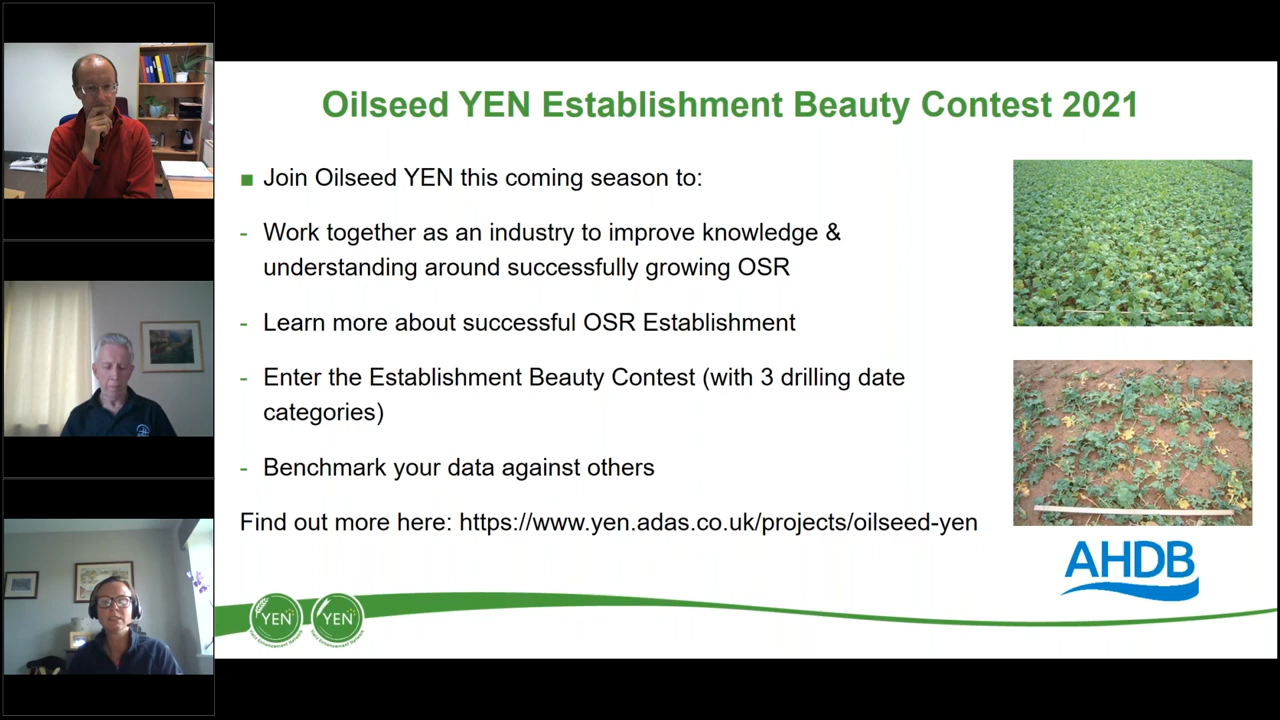 Oilseed YEN Establishment Beauty Contest 2021
■ Join Oilseed YEN this coming season to:
- Work together as an industry to improve knowledge &
understanding around successfully growing OSR
- Learn more about successful OSR Establishment
- Enter the Establishment Beauty Contest (with 3 drilling date
categories)
- Benchmark your data against others
Find out more here: https://www.yen.adas.co.uk/projects/oilseed-yen
AHDB
YEN
YEN